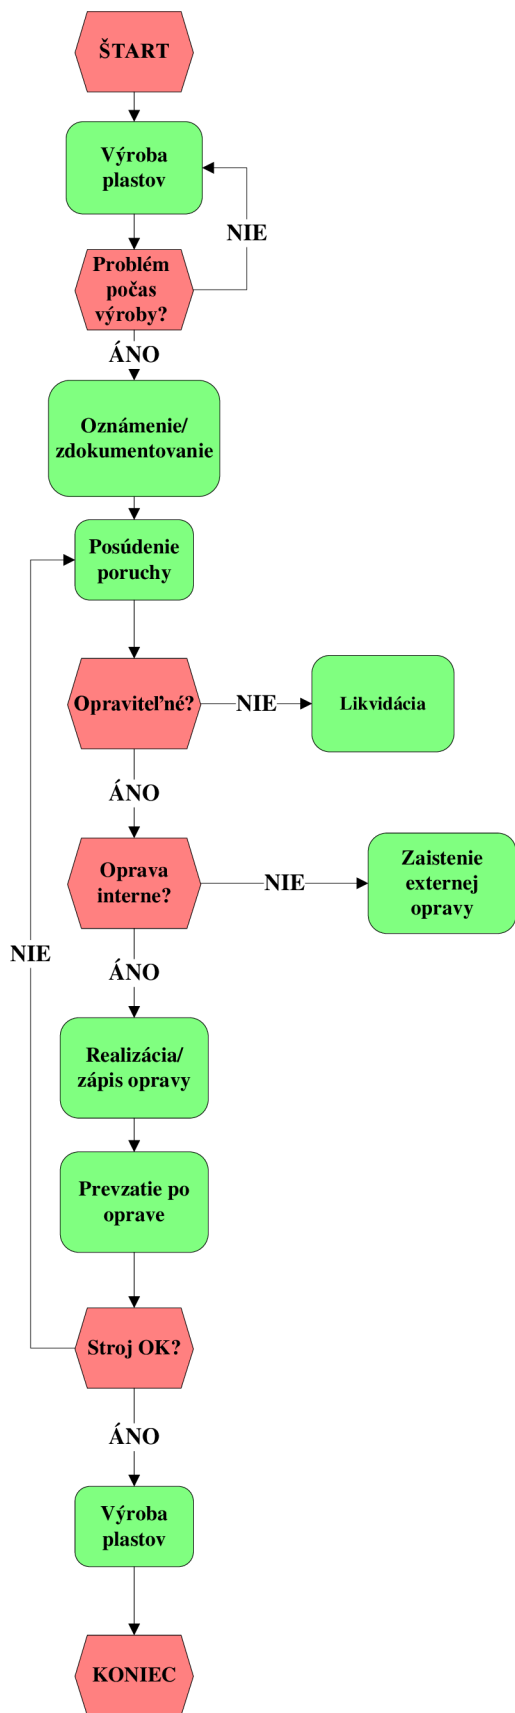 ŠTART
Výroba
plastov
NIE
Problém
počas
výroby?
ÁNO
Oznámenie/
zdokumentovanie
Posúdenie
poruchy
Opraviteľné?
NIE
Likvidácia
ÁNO
Oprava
interne?
NIE
Zaistenie
externej
opravy
NIE
ÁNO
Realizácia/
zápis opravy
Prevzatie po
oprave
Stroj OK?
ÁNO
Výroba
plastov
KONIEC